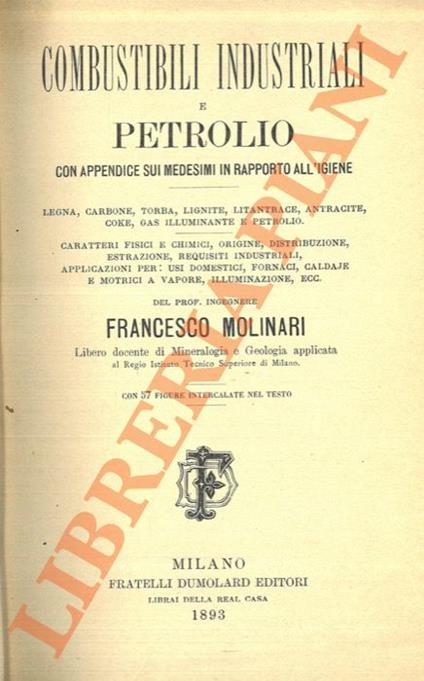 COMBUSTIBILI INDUSTRIALI
E
PETROLIO
CON APPENDICE SUI MEDESIMI IN RAPPORTO ALL'IGIENE
LEGNA, CARBONE, TORBA, LIGNITE, LITANTRACE, ANTRACITE,
COKE, GAS ILLUMINANTE E PETROLIO.
CARATTERI FISICI E CHIMICI, ORIGINE, DISTRIBUZIONE,
ESTRAZIONE, REQUISITI INDUSTRIALI,
APPLICAZIONI PER: USI DOMESTICI, FORNACI, CALDAJE
E MOTRICI A VAPORE, ILLUMINAZIONE, ECC.
DEL PROF. INGEGNERE
FRANCESCO MOLINARI
Libero docente di Mineralogia e Geologia applicata
al Regio Istituto Tecnico Superiore di Milano.
CON 57 FIGURE INTERCALATE NEL TESTO
FD
MILANO
FRATELLI DUMOLARD EDITORI
LIBRAI DELLA REAL CASA
1893
LIBRERIAPIANI